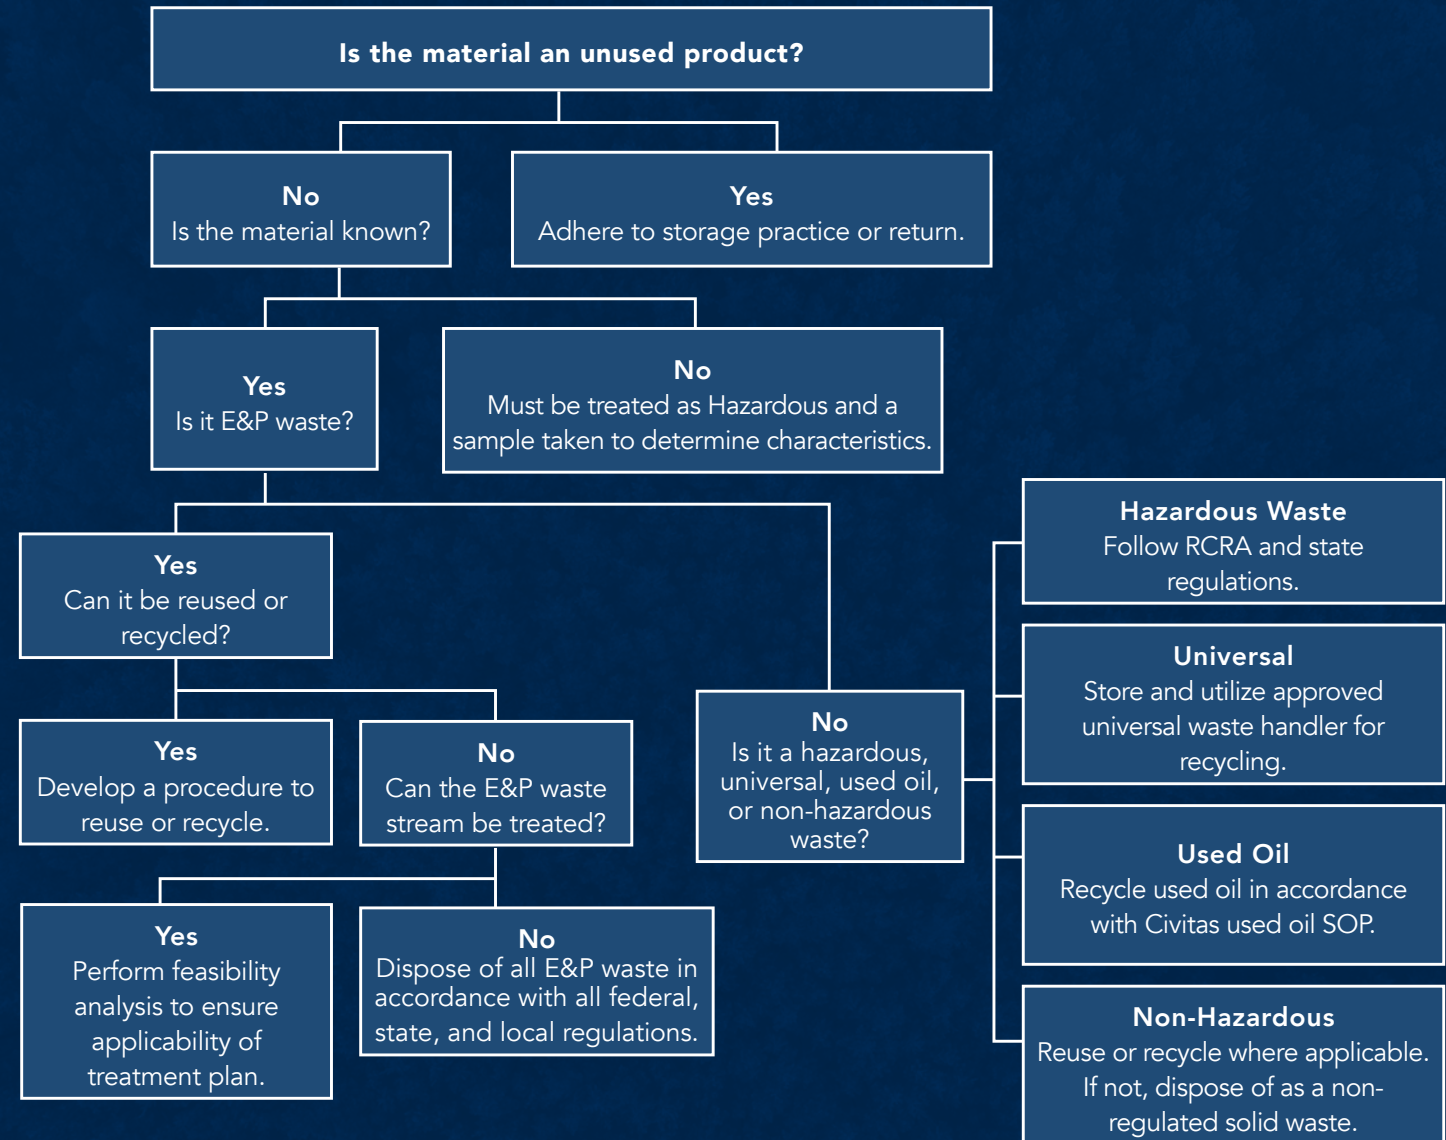 Is the material an unused product?
No
Is the material known?
Yes
Adhere to storage practice or return.
Yes
Is it E&P waste?
No
Must be treated as Hazardous and a
sample taken to determine characteristics.
Yes
Can it be reused or
recycled?
Yes
Develop a procedure to
reuse or recycle.
No
Can the E&P waste
stream be treated?
Yes
Perform feasibility
analysis to ensure
applicability of
treatment plan.
No
Dispose of all E&P waste in
accordance with all federal,
state, and local regulations.
No
Is it a hazardous,
universal, used oil,
or non-hazardous
waste?
Hazardous Waste
Follow RCRA and state
regulations.
Universal
Store and utilize approved
universal waste handler for
recycling.
Used Oil
Recycle used oil in accordance
with Civitas used oil SOP.
Non-Hazardous
Reuse or recycle where applicable.
If not, dispose of as a non-
regulated solid waste.